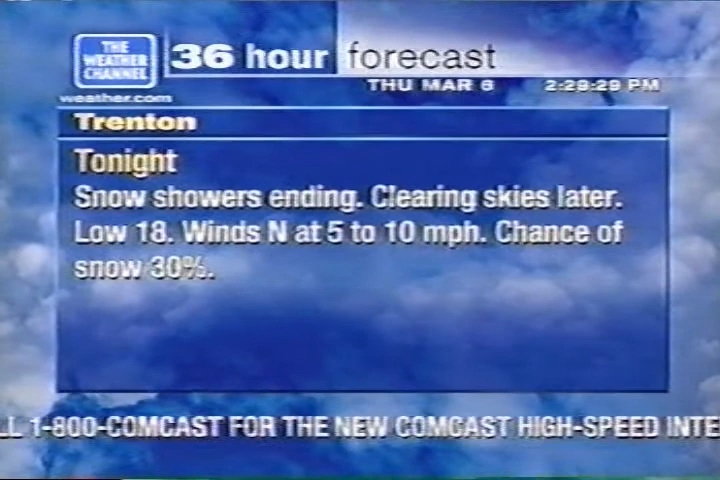 THE
WEATHER
CHANNEL
36 hour forecast
weather.com
THU MAR 6 2:29:29 PM
Trenton
Tonight
Snow showers ending. Clearing skies later.
Low 18. Winds N at 5 to 10 mph. Chance of
snow 30%.
LL 1-800-COMCAST FOR THE NEW COMCAST HIGH-SPEED INTE